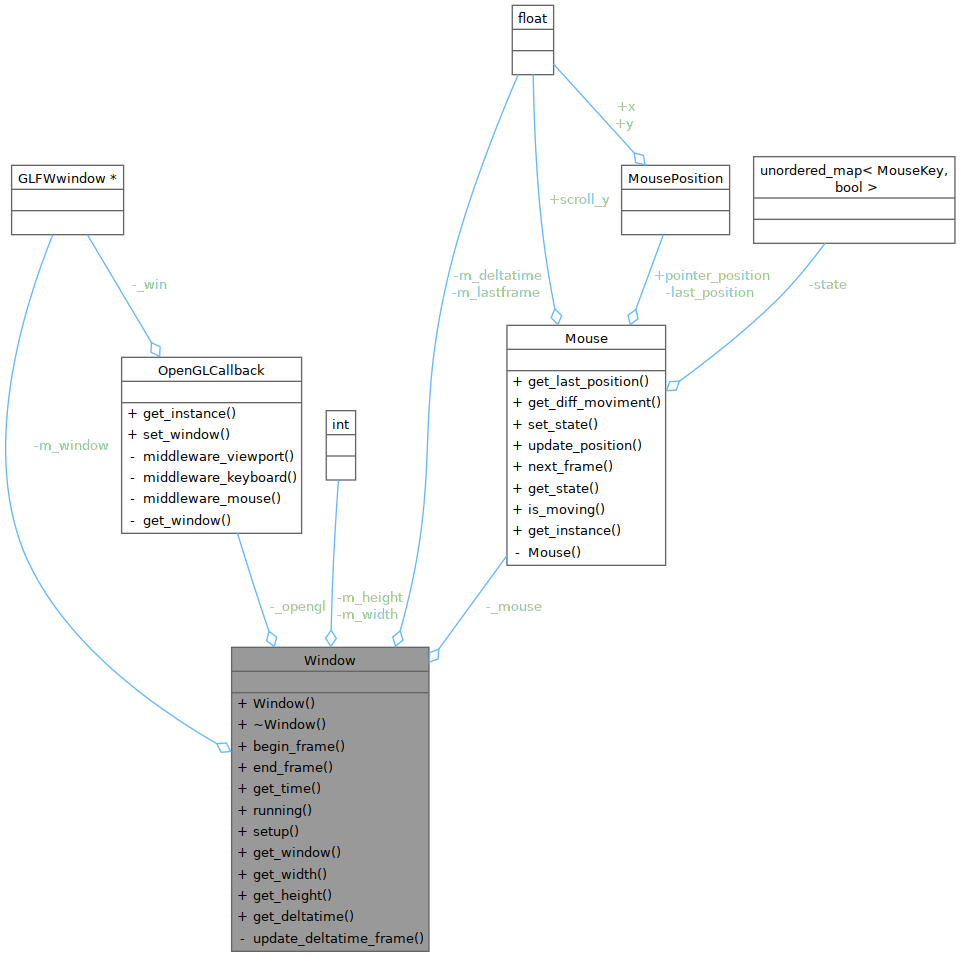 float
+x
+y
GLFWwindow *
MousePosition
unordered_map< MouseKey,
bool >
+scroll_y
-_win
-m_deltatime
-m_lastframe
+pointer_position
-last_position
-state
OpenGLCallback
+ get_instance()
+ set_window()
- middleware_viewport()
- middleware_keyboard()
- middleware_mouse()
- get_window()
int
Mouse
+ get_last_position()
+ get_diff_moviment()
+ set_state()
+ update_position()
+ next_frame()
+ get_state()
+ is_moving()
+ get_instance()
- Mouse()
-m_window
-_opengl
-m_height
-m_width
-_mouse
Window
+ Window()
+ ~Window()
+ begin_frame()
+ end_frame()
+ get_time()
+ running()
+ setup()
+ get_window()
+ get_width()
+ get_height()
+ get_deltatime()
- update_deltatime_frame()